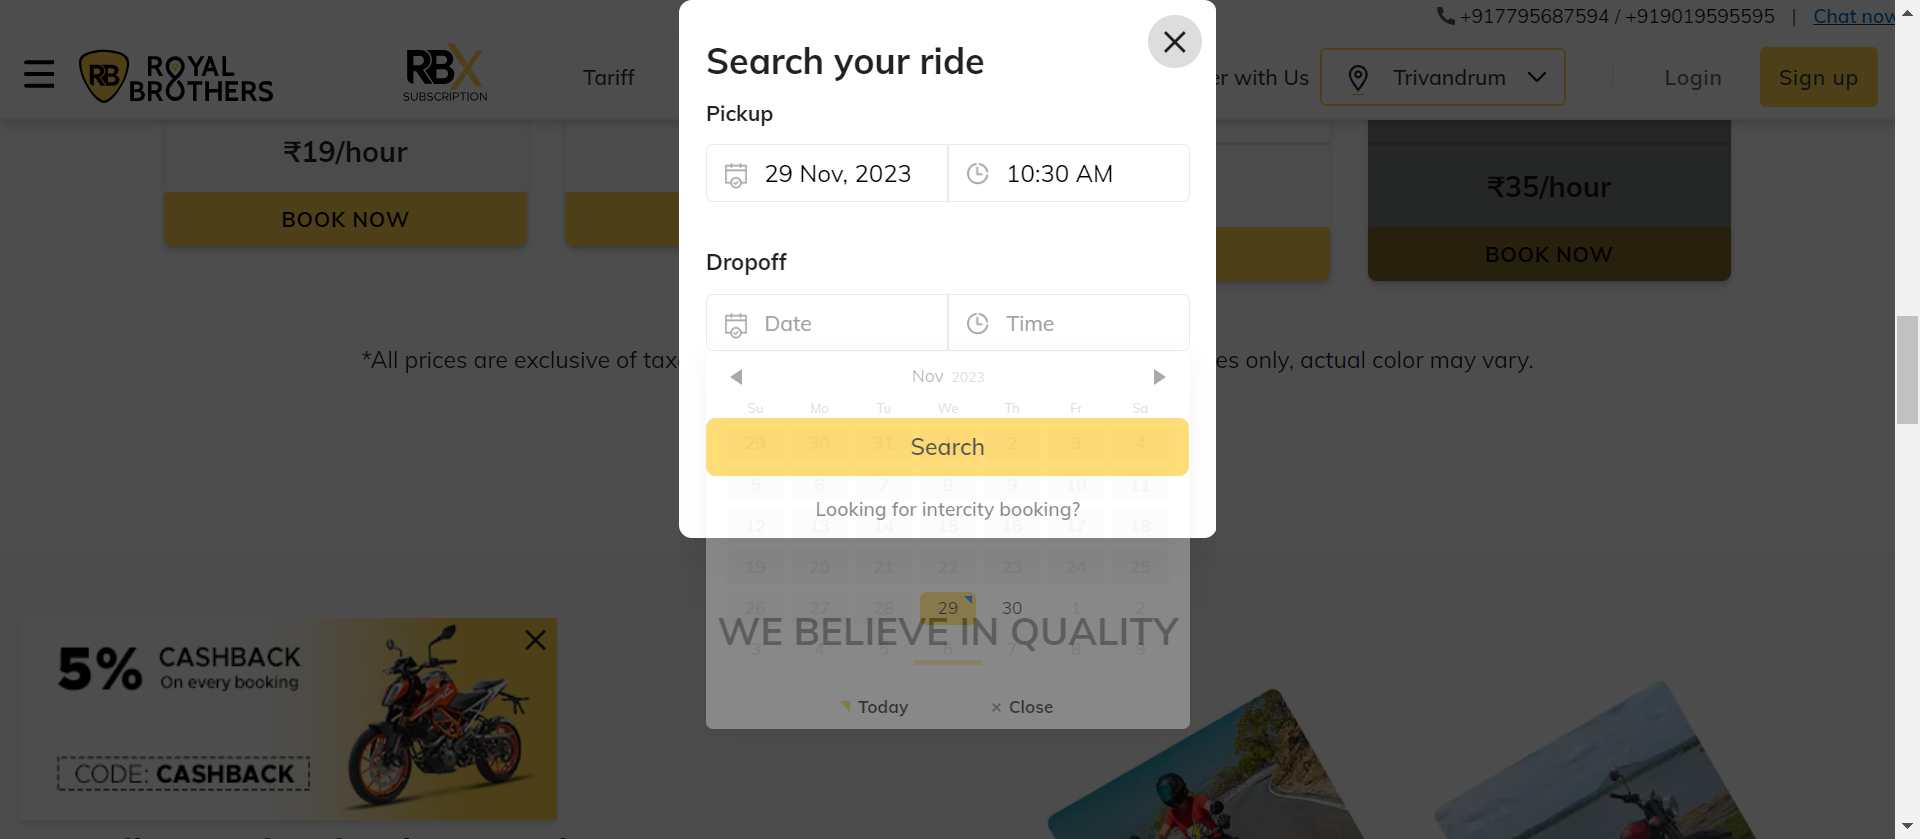 +917795687594 / +919019595595 | Chat now
ROYAL BROTHERS
RB
RBX
SUBSCRIPTION
Tariff
er with Us
Trivandrum
Login
Sign up
Search your ride
Pickup
29 Nov, 2023
10:30 AM
Dropoff
Date
Time
Nov 2023
Su Mo Tu We Th Fr Sa
29 30 31 2 3 4
Search
5 6 7 8 9 10 11
Looking for intercity booking?
12 13 14 15 16 17 18
19 20 21 22 23 24 25
26 27 28 29 30 1 2
WE BELIEVE IN QUALITY
3 4 5 6 7 8 9
Today
× Close
₹19/hour
BOOK NOW
₹35/hour
BOOK NOW
*All prices are exclusive of tax
es only, actual color may vary.
5% CASHBACK
On every booking
CODE: CASHBACK